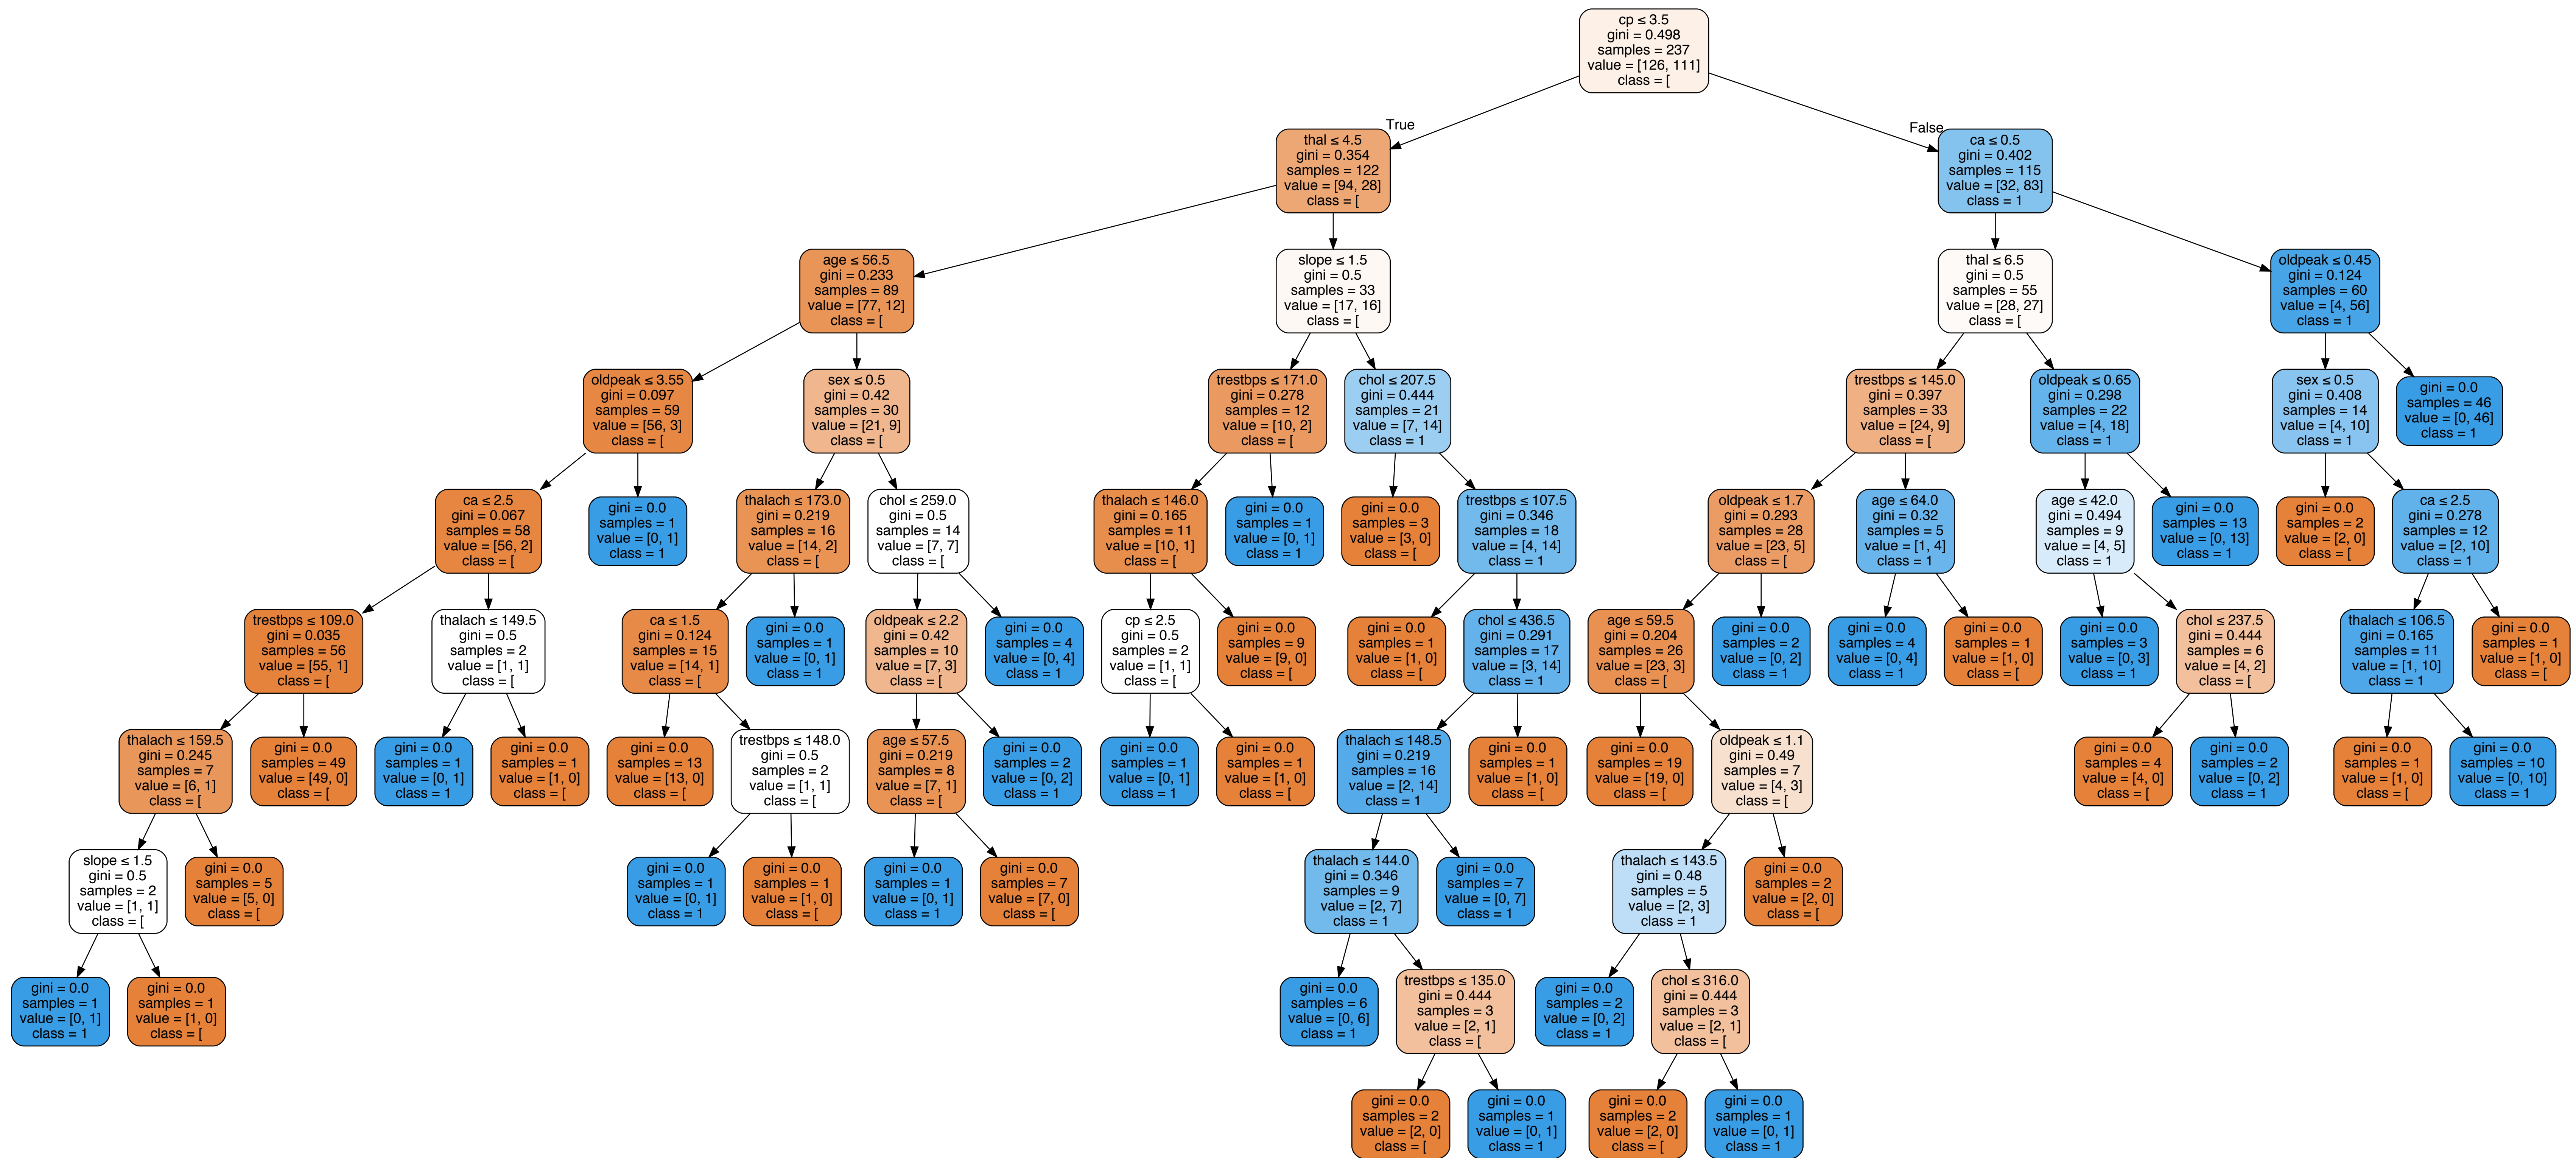 cp ≤ 3.5
gini = 0.498
samples = 237
value = [126, 111]
class = [
True
False
thal ≤ 4.5
gini = 0.354
samples = 122
value = [94, 28]
class = [
ca ≤ 0.5
gini = 0.402
samples = 115
value = [32, 83]
class = 1
age ≤ 56.5
gini = 0.233
samples = 89
value = [77, 12]
class = [
slope ≤ 1.5
gini = 0.5
samples = 33
value = [17, 16]
class = [
thal ≤ 6.5
gini = 0.5
samples = 55
value = [28, 27]
class = [
oldpeak ≤ 0.45
gini = 0.124
samples = 60
value = [4, 56]
class = 1
oldpeak ≤ 3.55
gini = 0.097
samples = 59
value = [56, 3]
class = [
sex ≤ 0.5
gini = 0.42
samples = 30
value = [21, 9]
class = [
trestbps ≤ 171.0
gini = 0.278
samples = 12
value = [10, 2]
class = [
chol ≤ 207.5
gini = 0.444
samples = 21
value = [7, 14]
class = 1
trestbps ≤ 145.0
gini = 0.397
samples = 33
value = [24, 9]
class = [
oldpeak ≤ 0.65
gini = 0.298
samples = 22
value = [4, 18]
class = 1
sex ≤ 0.5
gini = 0.408
samples = 14
value = [4, 10]
class = 1
gini = 0.0
samples = 46
value = [0, 46]
class = 1
ca ≤ 2.5
gini = 0.067
samples = 58
value = [56, 2]
class = [
gini = 0.0
samples = 1
value = [0, 1]
class = 1
thalach ≤ 173.0
gini = 0.219
samples = 16
value = [14, 2]
class = [
chol ≤ 259.0
gini = 0.5
samples = 14
value = [7, 7]
class = [
thalach ≤ 146.0
gini = 0.165
samples = 11
value = [10, 1]
class = [
gini = 0.0
samples = 1
value = [0, 1]
class = 1
gini = 0.0
samples = 3
value = [3, 0]
class = [
trestbps ≤ 107.5
gini = 0.346
samples = 18
value = [4, 14]
class = 1
oldpeak ≤ 1.7
gini = 0.293
samples = 28
value = [23, 5]
class = [
age ≤ 64.0
gini = 0.32
samples = 5
value = [1, 4]
class = 1
age ≤ 42.0
gini = 0.494
samples = 9
value = [4, 5]
class = 1
gini = 0.0
samples = 13
value = [0, 13]
class = 1
gini = 0.0
samples = 2
value = [2, 0]
class = [
ca ≤ 2.5
gini = 0.278
samples = 12
value = [2, 10]
class = 1
trestbps ≤ 109.0
gini = 0.035
samples = 56
value = [55, 1]
class = [
thalach ≤ 149.5
gini = 0.5
samples = 2
value = [1, 1]
class = [
ca ≤ 1.5
gini = 0.124
samples = 15
value = [14, 1]
class = [
gini = 0.0
samples = 1
value = [0, 1]
class = 1
oldpeak ≤ 2.2
gini = 0.42
samples = 10
value = [7, 3]
class = [
gini = 0.0
samples = 4
value = [0, 4]
class = 1
cp ≤ 2.5
gini = 0.5
samples = 2
value = [1, 1]
class = [
gini = 0.0
samples = 9
value = [9, 0]
class = [
gini = 0.0
samples = 1
value = [1, 0]
class = [
chol ≤ 436.5
gini = 0.291
samples = 17
value = [3, 14]
class = 1
age ≤ 59.5
gini = 0.204
samples = 26
value = [23, 3]
class = [
gini = 0.0
samples = 2
value = [0, 2]
class = 1
gini = 0.0
samples = 4
value = [0, 4]
class = 1
gini = 0.0
samples = 1
value = [1, 0]
class = [
gini = 0.0
samples = 3
value = [0, 3]
class = 1
chol ≤ 237.5
gini = 0.444
samples = 6
value = [4, 2]
class = [
thalach ≤ 106.5
gini = 0.165
samples = 11
value = [1, 10]
class = 1
gini = 0.0
samples = 1
value = [1, 0]
class = [
thalach ≤ 159.5
gini = 0.245
samples = 7
value = [6, 1]
class = [
gini = 0.0
samples = 49
value = [49, 0]
class = [
gini = 0.0
samples = 1
value = [0, 1]
class = 1
gini = 0.0
samples = 1
value = [1, 0]
class = [
gini = 0.0
samples = 13
value = [13, 0]
class = [
trestbps ≤ 148.0
gini = 0.5
samples = 2
value = [1, 1]
class = [
age ≤ 57.5
gini = 0.219
samples = 8
value = [7, 1]
class = [
gini = 0.0
samples = 2
value = [0, 2]
class = 1
gini = 0.0
samples = 1
value = [0, 1]
class = 1
gini = 0.0
samples = 1
value = [1, 0]
class = [
thalach ≤ 148.5
gini = 0.219
samples = 16
value = [2, 14]
class = 1
gini = 0.0
samples = 1
value = [1, 0]
class = [
gini = 0.0
samples = 19
value = [19, 0]
class = [
oldpeak ≤ 1.1
gini = 0.49
samples = 7
value = [4, 3]
class = [
gini = 0.0
samples = 4
value = [4, 0]
class = [
gini = 0.0
samples = 2
value = [0, 2]
class = 1
gini = 0.0
samples = 1
value = [1, 0]
class = [
gini = 0.0
samples = 10
value = [0, 10]
class = 1
slope ≤ 1.5
gini = 0.5
samples = 2
value = [1, 1]
class = [
gini = 0.0
samples = 5
value = [5, 0]
class = [
gini = 0.0
samples = 1
value = [0, 1]
class = 1
gini = 0.0
samples = 1
value = [1, 0]
class = [
gini = 0.0
samples = 1
value = [0, 1]
class = 1
gini = 0.0
samples = 7
value = [7, 0]
class = [
thalach ≤ 144.0
gini = 0.346
samples = 9
value = [2, 7]
class = 1
gini = 0.0
samples = 7
value = [0, 7]
class = 1
thalach ≤ 143.5
gini = 0.48
samples = 5
value = [2, 3]
class = 1
gini = 0.0
samples = 2
value = [2, 0]
class = [
gini = 0.0
samples = 1
value = [0, 1]
class = 1
gini = 0.0
samples = 1
value = [1, 0]
class = [
gini = 0.0
samples = 6
value = [0, 6]
class = 1
trestbps ≤ 135.0
gini = 0.444
samples = 3
value = [2, 1]
class = [
gini = 0.0
samples = 2
value = [0, 2]
class = 1
chol ≤ 316.0
gini = 0.444
samples = 3
value = [2, 1]
class = [
gini = 0.0
samples = 2
value = [2, 0]
class = [
gini = 0.0
samples = 1
value = [0, 1]
class = 1
gini = 0.0
samples = 2
value = [2, 0]
class = [
gini = 0.0
samples = 1
value = [0, 1]
class = 1